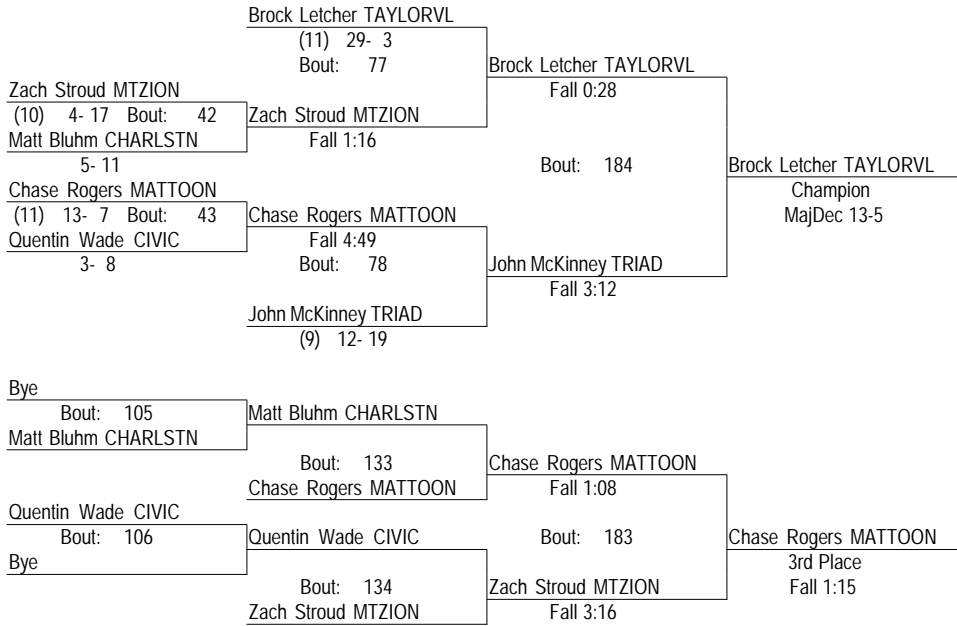 Brock Letcher TAYLORVL
(11) 29- 3
Bout: 77
Brock Letcher TAYLORVL
Fall 0:28
Zach Stroud MTZION
(10) 4- 17 Bout: 42
Zach Stroud MTZION
Matt Bluhm CHARLSTN
Fall 1:16
5- 11
Bout: 184
Brock Letcher TAYLORVL
Champion
MajDec 13-5
Chase Rogers MATTOON
(11) 13- 7 Bout: 43
Chase Rogers MATTOON
Quentin Wade CIVIC
Fall 4:49
3- 8
Bout: 78
John McKinney TRIAD
Fall 3:12
John McKinney TRIAD
(9) 12- 19
Bye
Bout: 105
Matt Bluhm CHARLSTN
Matt Bluhm CHARLSTN
Bout: 133
Chase Rogers MATTOON
Chase Rogers MATTOON
Fall 1:08
Quentin Wade CIVIC
Bout: 106
Quentin Wade CIVIC
Bout: 183
Chase Rogers MATTOON
Bye
3rd Place
Bout: 134
Zach Stroud MTZION
Fall 1:15
Zach Stroud MTZION
Fall 3:16